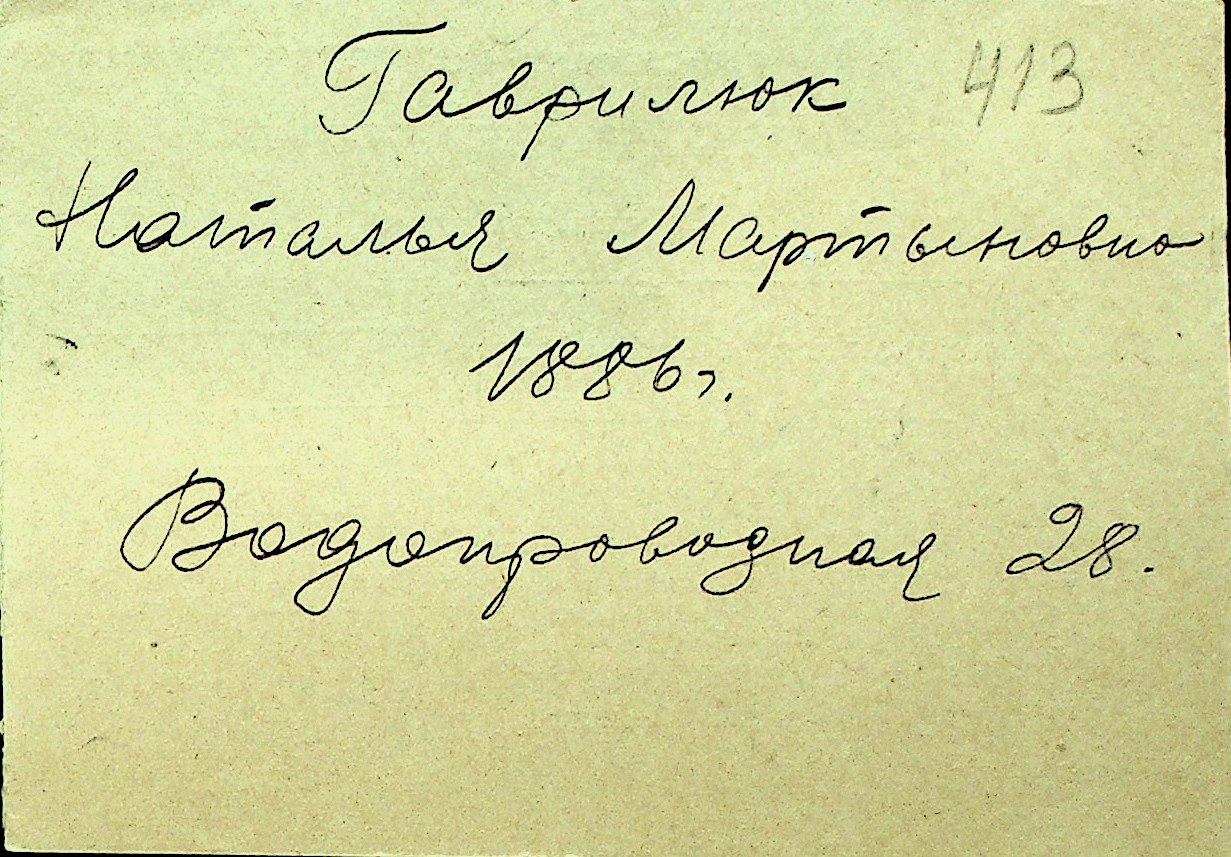 Гаврилюк 413
Наталья Мартыновна
1886г.
Водопроводная 28.